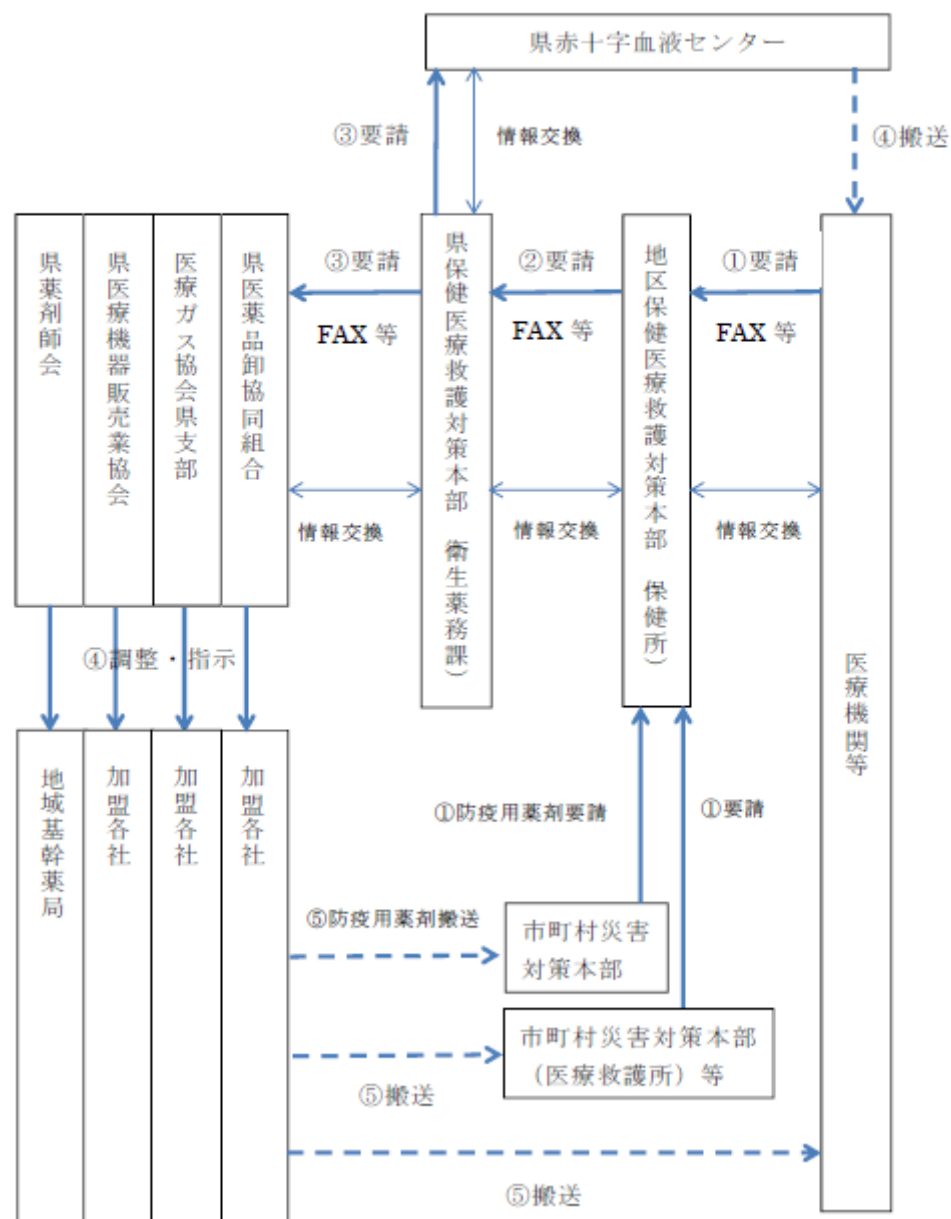 県赤十字血液センター
③要請
情報交換
④搬送
県薬剤師会
県医療機器販売業協会
医療ガス協会県支部
県医薬品卸協同組合
③要請
FAX 等
情報交換
県保健医療救護対策本部 衛生薬務課）
②要請
FAX 等
情報交換
地区保健医療救護対策本部 保健所）
①要請
FAX 等
情報交換
医療機関等
④調整・指示
地域基幹薬局
加盟各社
加盟各社
加盟各社
①防疫用薬剤要請
①要請
⑤防疫用薬剤搬送
市町村災害
対策本部
市町村災害対策本部
（医療救護所）等
⑤搬送
⑤搬送